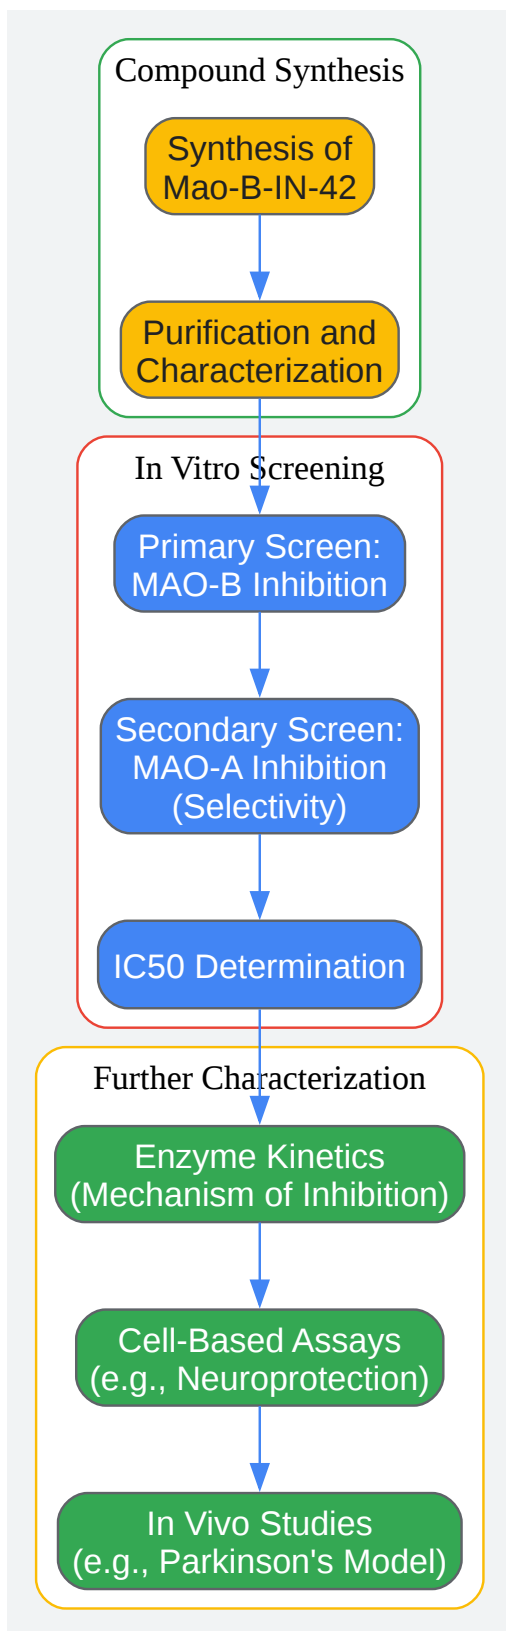 Compound Synthesis
Synthesis of
Mao-B-IN-42
Purification and
Characterization
In Vitro Screening
Primary Screen:
MAO-B Inhibition
Secondary Screen:
MAO-A Inhibition
(Selectivity)
IC50 Determination
Further Characterization
Enzyme Kinetics
(Mechanism of Inhibition)
Cell-Based Assays
(e.g., Neuroprotection)
In Vivo Studies
(e.g., Parkinson's Model)